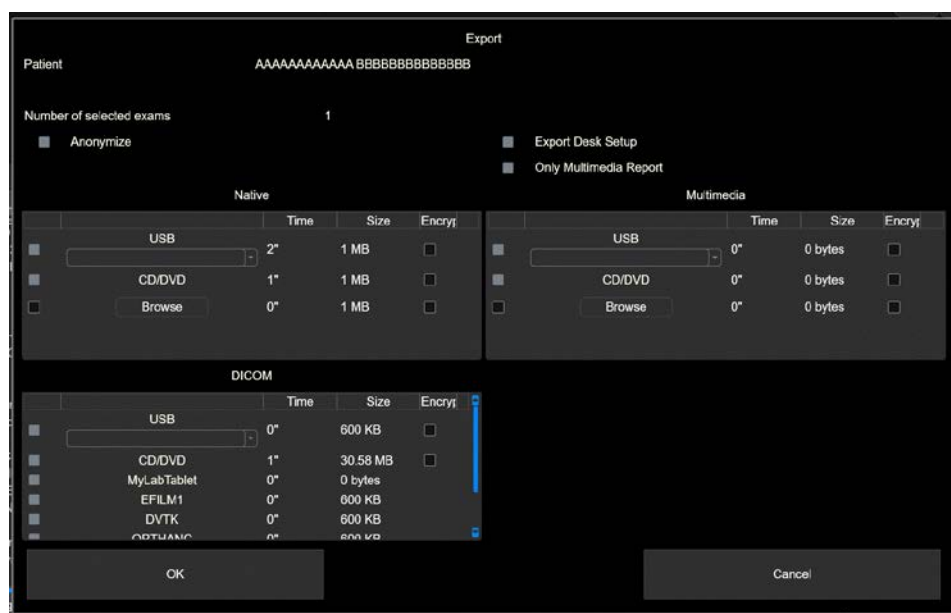 Export
Patient AAAAAAAAAAAA BBBBBBBBBBBBBB
Number of selected exams 1
Anonymize
Export Desk Setup
Only Multimedia Report
Native
Time Size Encryp
USB 2" 1 MB
CD/DVD 1" 1 MB
Browse 0" 1 MB
Multimedia
Time Size Encryp
USB 0" 0 bytes
CD/DVD 0" 0 bytes
Browse 0" 0 bytes
DICOM
Time Size Encryp
USB 0" 600 KB
CD/DVD 1" 30.58 MB
MyLabTablet 0" 0 bytes
EFILM1 0" 600 KB
DVTK 0" 600 KB
ORTHANC 0" 600 KB
OK
Cancel